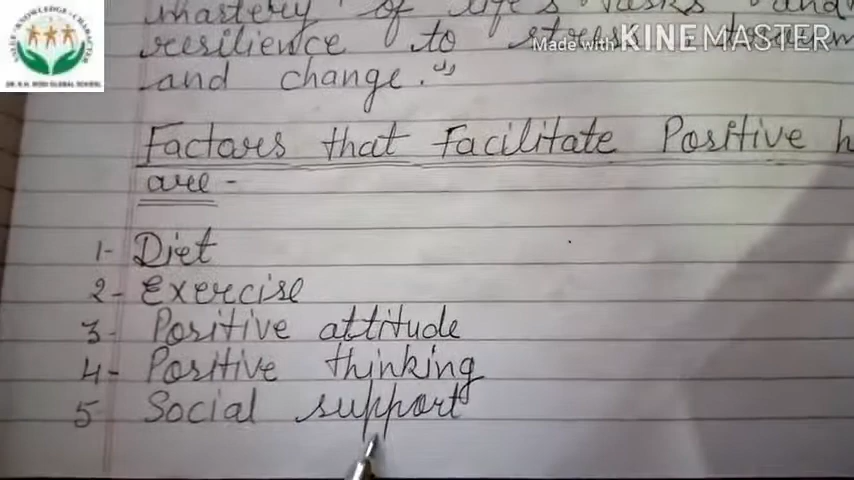 mastery of life's tasks and
resilience to stress, 
and change."
Factors that facilitate Positive h
are -
1- Diet
2- Exercise
3- Positive attitude
4- Positive thinking
5 Social support
Made with KINEMASTER